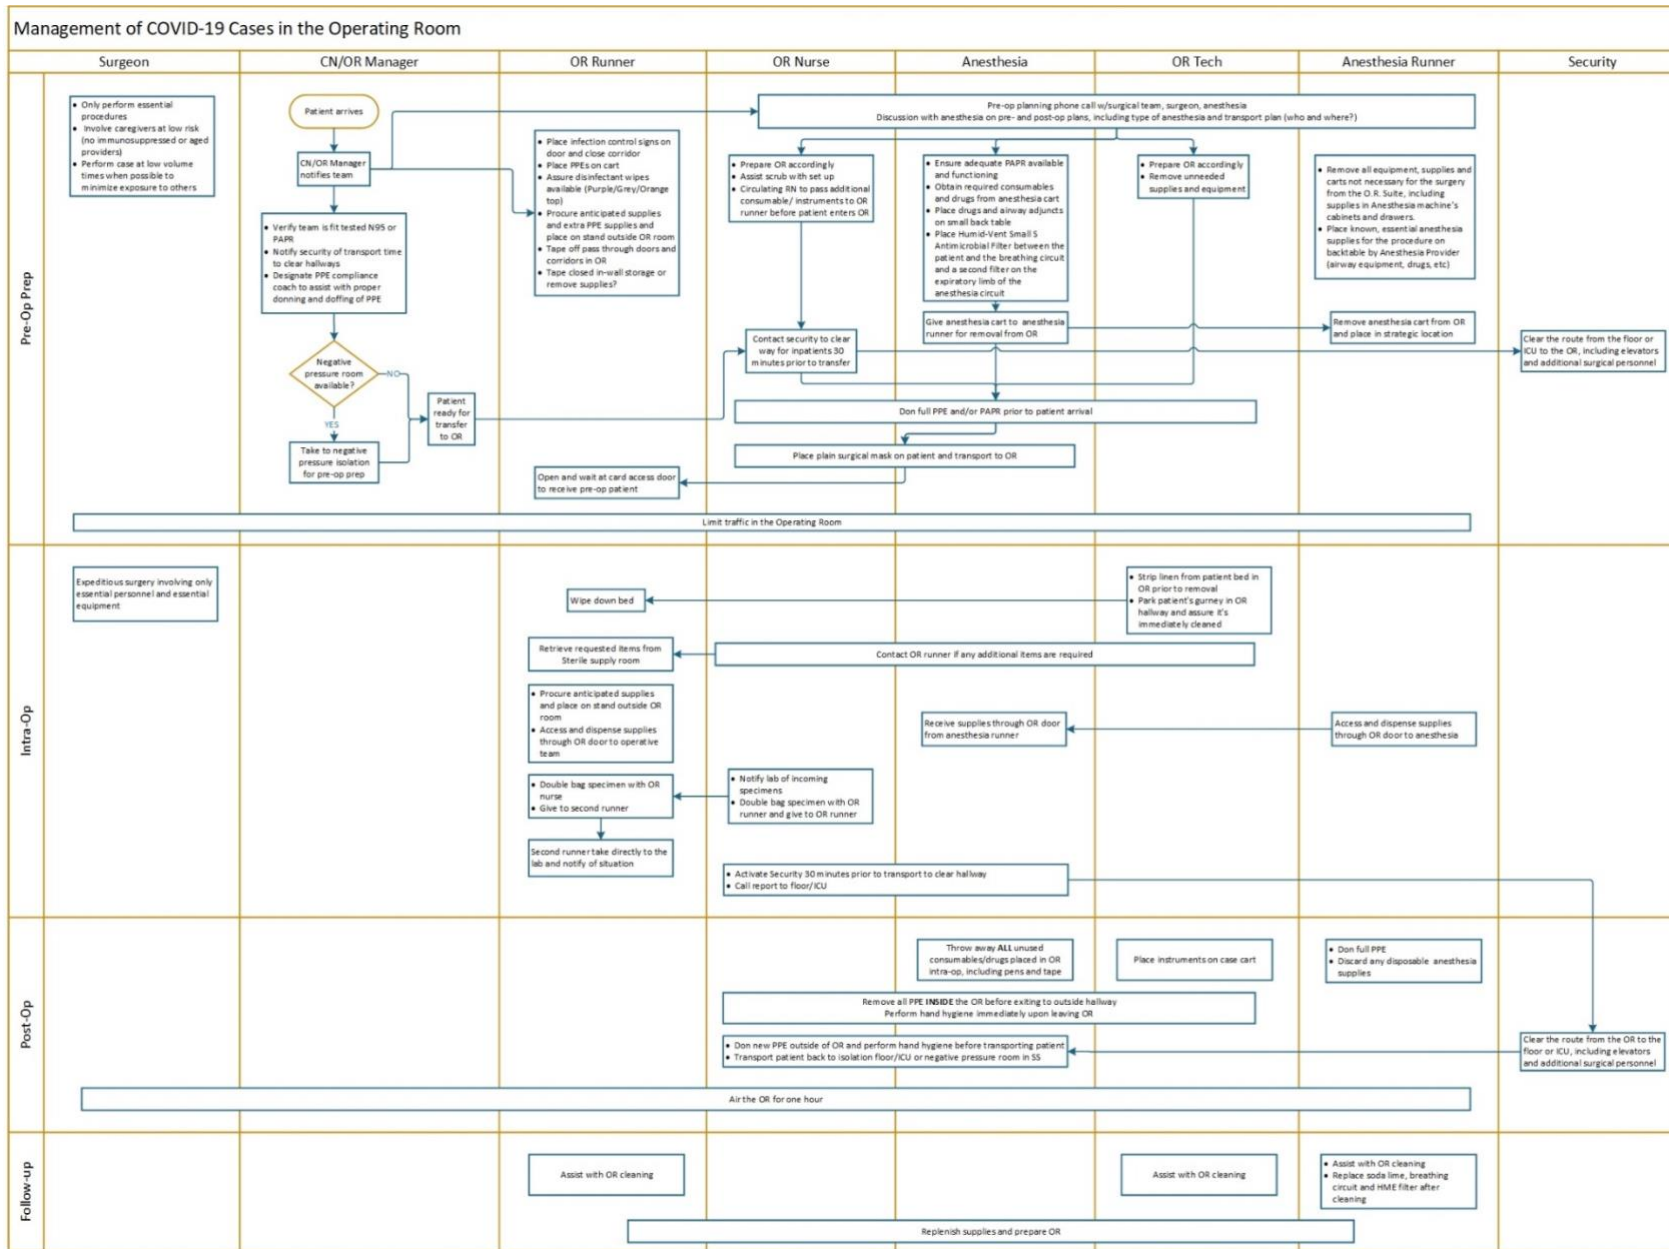 Management of COVID-19 Cases in the Operating Room
Surgeon
CN/OR Manager
OR Runner
OR Nurse
Anesthesia
OR Tech
Anesthesia Runner
Security
Pre-Op Prep
• Only perform essential
procedures
• Involve caregivers at low risk
(no immunosuppressed or aged
providers)
• Perform case at low volume
times when possible to
minimize exposure to others
Patient arrives
CN/OR Manager
notifies team
• Verify team is fit tested N95 or
PAPR
• Notify security of transport time
to clear hallways
• Designate PPE compliance
coach to assist with proper
donning and doffing of PPE
Negative
pressure room
available?
NO
YES
Take to negative
pressure isolation
for pre-op prep
Patient
ready for
transfer
to OR
• Place infection control signs on
door and close corridor
• Place PPEs on cart
• Assure disinfectant wipes
available (Purple/Grey/Orange
top)
• Procure anticipated supplies
and extra PPE supplies and
place on stand outside OR room
• Tape off pass through doors and
corridors in OR
• Tape closed in-wall storage or
remove supplies?
Pre-op planning phone call w/surgical team, surgeon, anesthesia
Discussion with anesthesia on pre- and post-op plans, including type of anesthesia and transport plan (who and where?)
• Prepare OR accordingly
• Assist scrub with set up
• Circulating RN to pass additional
consumable/ instruments to OR
runner before patient enters OR
• Ensure adequate PAPR available
and functioning
• Obtain required consumables
and drugs from anesthesia cart
• Place drugs and airway adjuncts
on small back table
• Place Humid-Vent Small S
Antimicrobial Filter between the
patient and the breathing circuit
and a second filter on the
expiratory limb of the
anesthesia circuit
• Prepare OR accordingly
• Remove unneeded
supplies and equipment
• Remove all equipment, supplies and
carts not necessary for the surgery
from the O.R. Suite, including
supplies in Anesthesia machine's
cabinets and drawers.
• Place known, essential anesthesia
supplies for the procedure on
backtable by Anesthesia Provider
(airway equipment, drugs, etc)
Give anesthesia cart to anesthesia
runner for removal from OR
Remove anesthesia cart from OR
and place in strategic location
Contact security to clear
way for inpatients 30
minutes prior to transfer
Clear the route from the floor or
ICU to the OR, including elevators
and additional surgical personnel
Don full PPE and/or PAPR prior to patient arrival
Place plain surgical mask on patient and transport to OR
Open and wait at card access door
to receive pre-op patient
Limit traffic in the Operating Room
Intra-Op
Expeditious surgery involving only
essential personnel and essential
equipment
Wipe down bed
• Strip linen from patient bed in
OR prior to removal
• Park patient's gurney in OR
hallway and assure it's
immediately cleaned
Retrieve requested items from
Sterile supply room
Contact OR runner if any additional items are required
• Procure anticipated supplies
and place on stand outside OR
room
• Access and dispense supplies
through OR door to operative
team
Receive supplies through OR door
from anesthesia runner
Access and dispense supplies
through OR door to anesthesia
• Double bag specimen with OR
nurse
• Give to second runner
• Notify lab of incoming
specimens
• Double bag specimen with OR
runner and give to OR runner
Second runner take directly to the
lab and notify of situation
• Activate Security 30 minutes prior to transport to clear hallway
• Call report to floor/ICU
Post-Op
Throw away ALL unused
consumables/drugs placed in OR
intra-op, including pens and tape
Place instruments on case cart
• Don full PPE
• Discard any disposable anesthesia
supplies
Remove all PPE INSIDE the OR before exiting to outside hallway
Perform hand hygiene immediately upon leaving OR
• Don new PPE outside of OR and perform hand hygiene before transporting patient
• Transport patient back to isolation floor/ICU or negative pressure room in SS
Clear the route from the OR to the
floor or ICU, including elevators
and additional surgical personnel
Air the OR for one hour
Follow-up
Assist with OR cleaning
Assist with OR cleaning
• Assist with OR cleaning
• Replace soda lime, breathing
circuit and HME filter after
cleaning
Replenish supplies and prepare OR